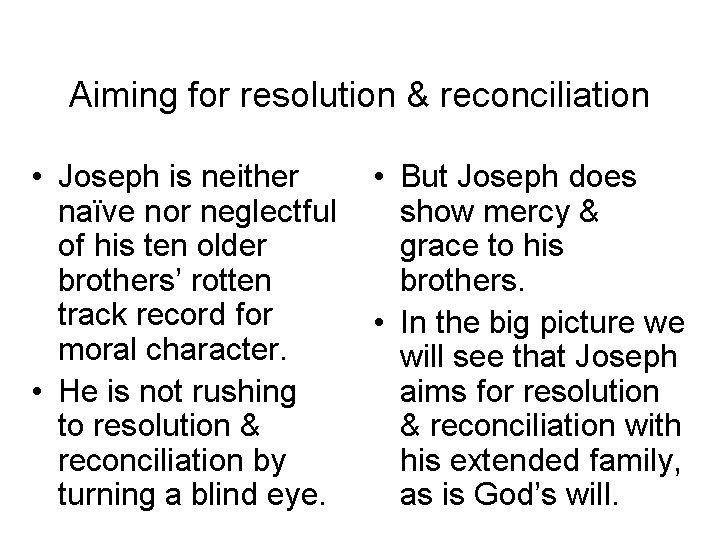 Aiming for resolution & reconciliation
• Joseph is neither
naïve nor neglectful
of his ten older
brothers’ rotten
track record for
moral character.
• He is not rushing
to resolution &
reconciliation by
turning a blind eye.
• But Joseph does
show mercy &
grace to his
brothers.
• In the big picture we
will see that Joseph
aims for resolution
& reconciliation with
his extended family,
as is God’s will.